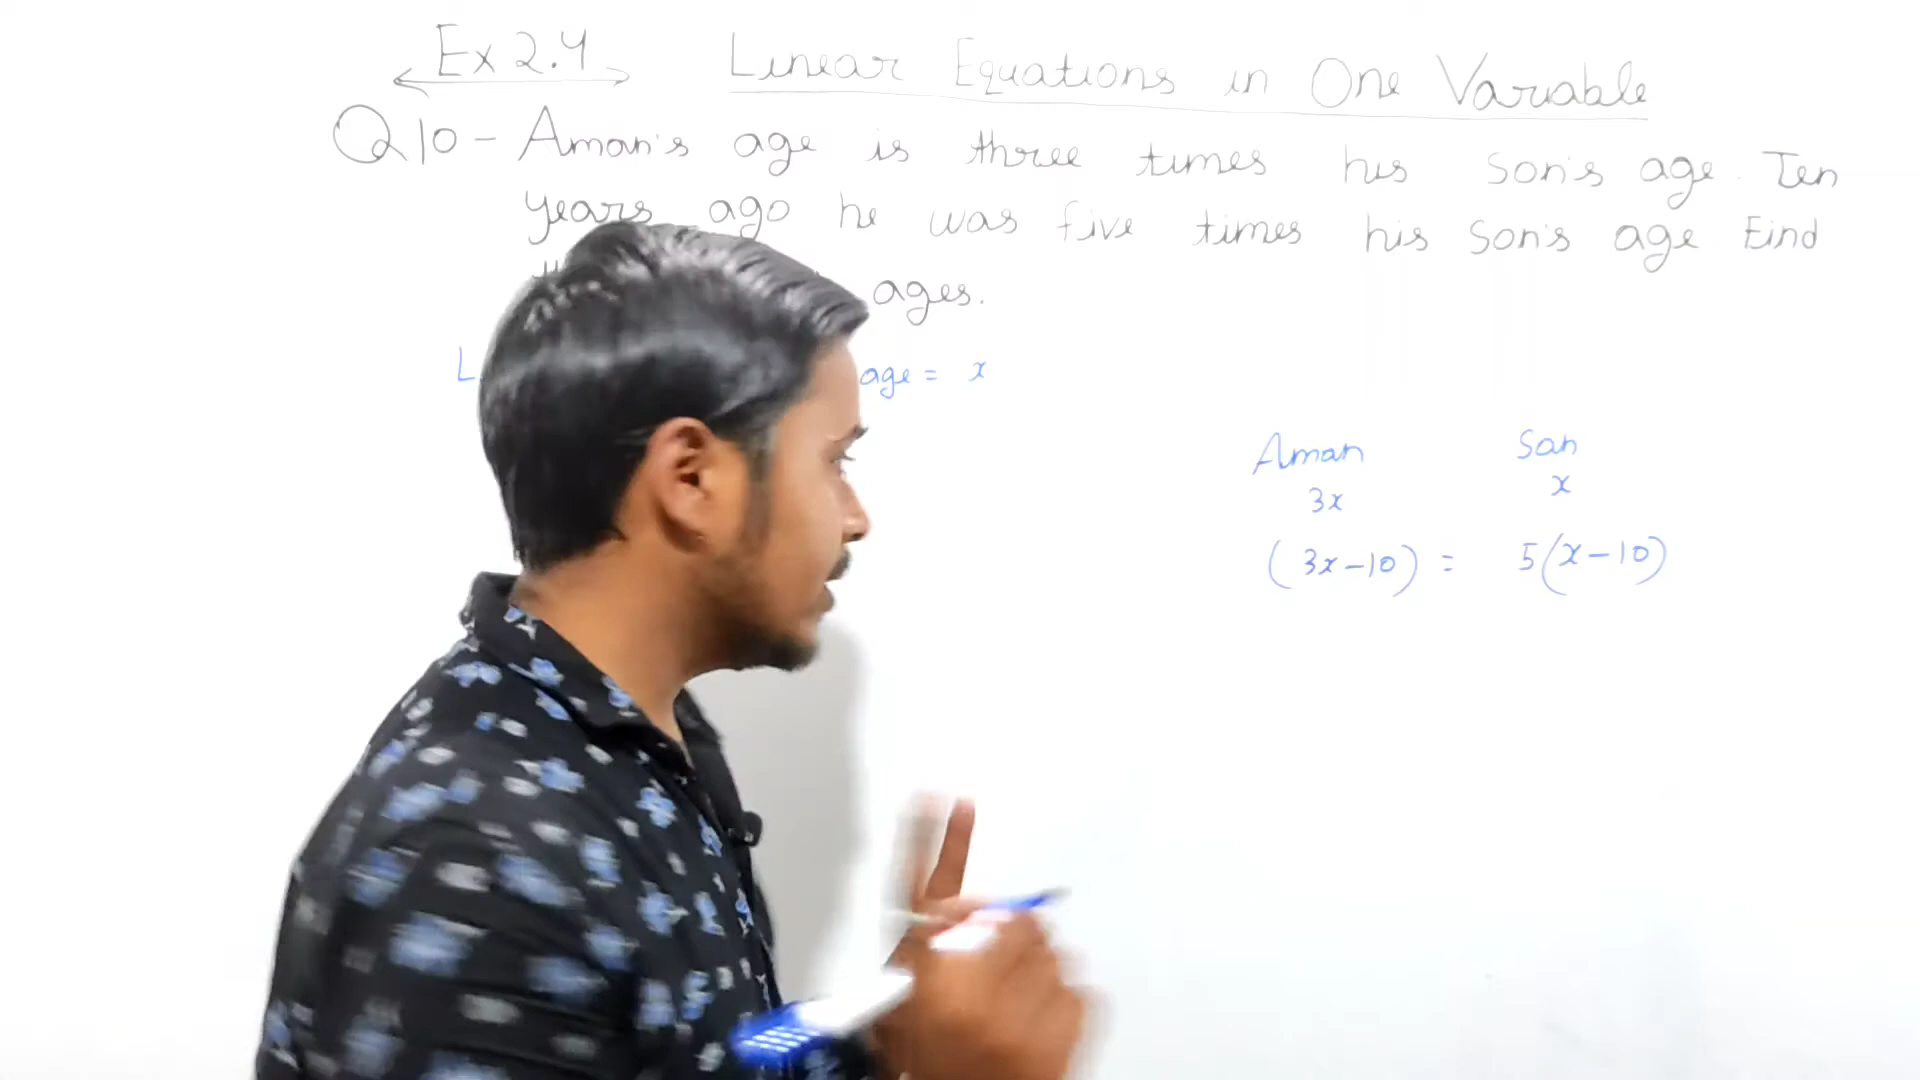 Ex 2.4 Linear Equations in One Variable
Q10- Aman's age is three times his son's age. Ten
years ago he was five times his son's age Find
ages.
L age = x
Aman San
3x x
(3x-10) = 5(x-10)